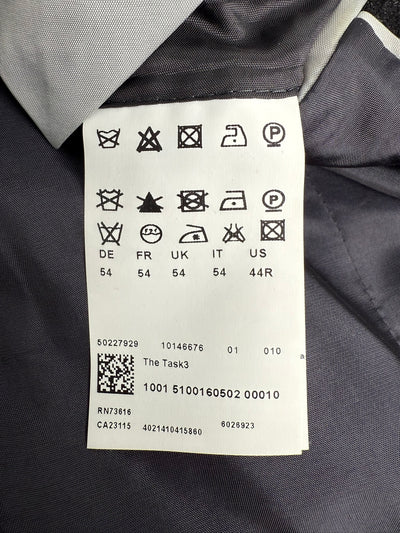 P
P
DE FR UK IT US
54 54 54 54 44R
50227929 10146676 01 010
The Task3
1001 5100160502 00010
RN73616
CA23115 4021410415860 6026923